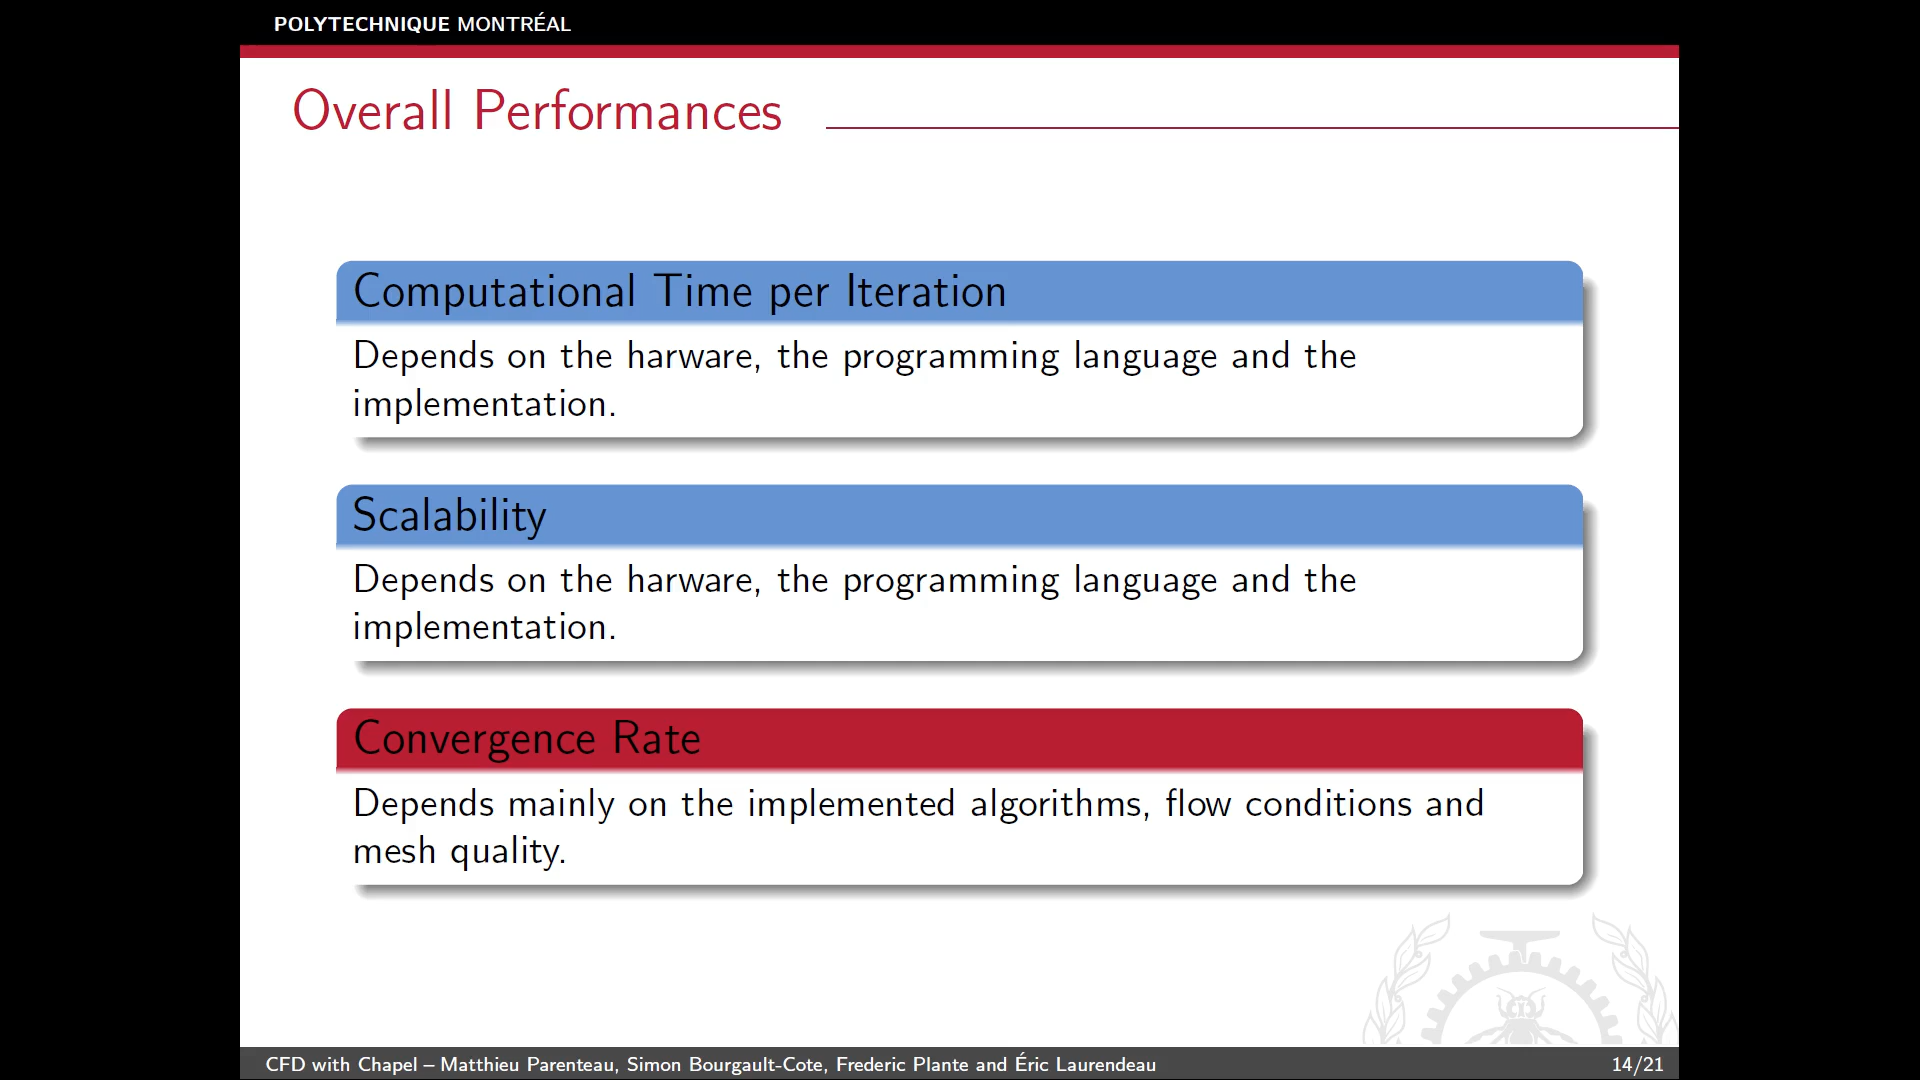 POLYTECHNIQUE MONTRÉAL
Overall Performances
Computational Time per Iteration
Depends on the harware, the programming language and the
implementation.
Scalability
Depends on the harware, the programming language and the
implementation.
Convergence Rate
Depends mainly on the implemented algorithms, flow conditions and
mesh quality.
CFD with Chapel – Matthieu Parenteau, Simon Bourgault-Cote, Frederic Plante and Éric Laurendeau
14/21